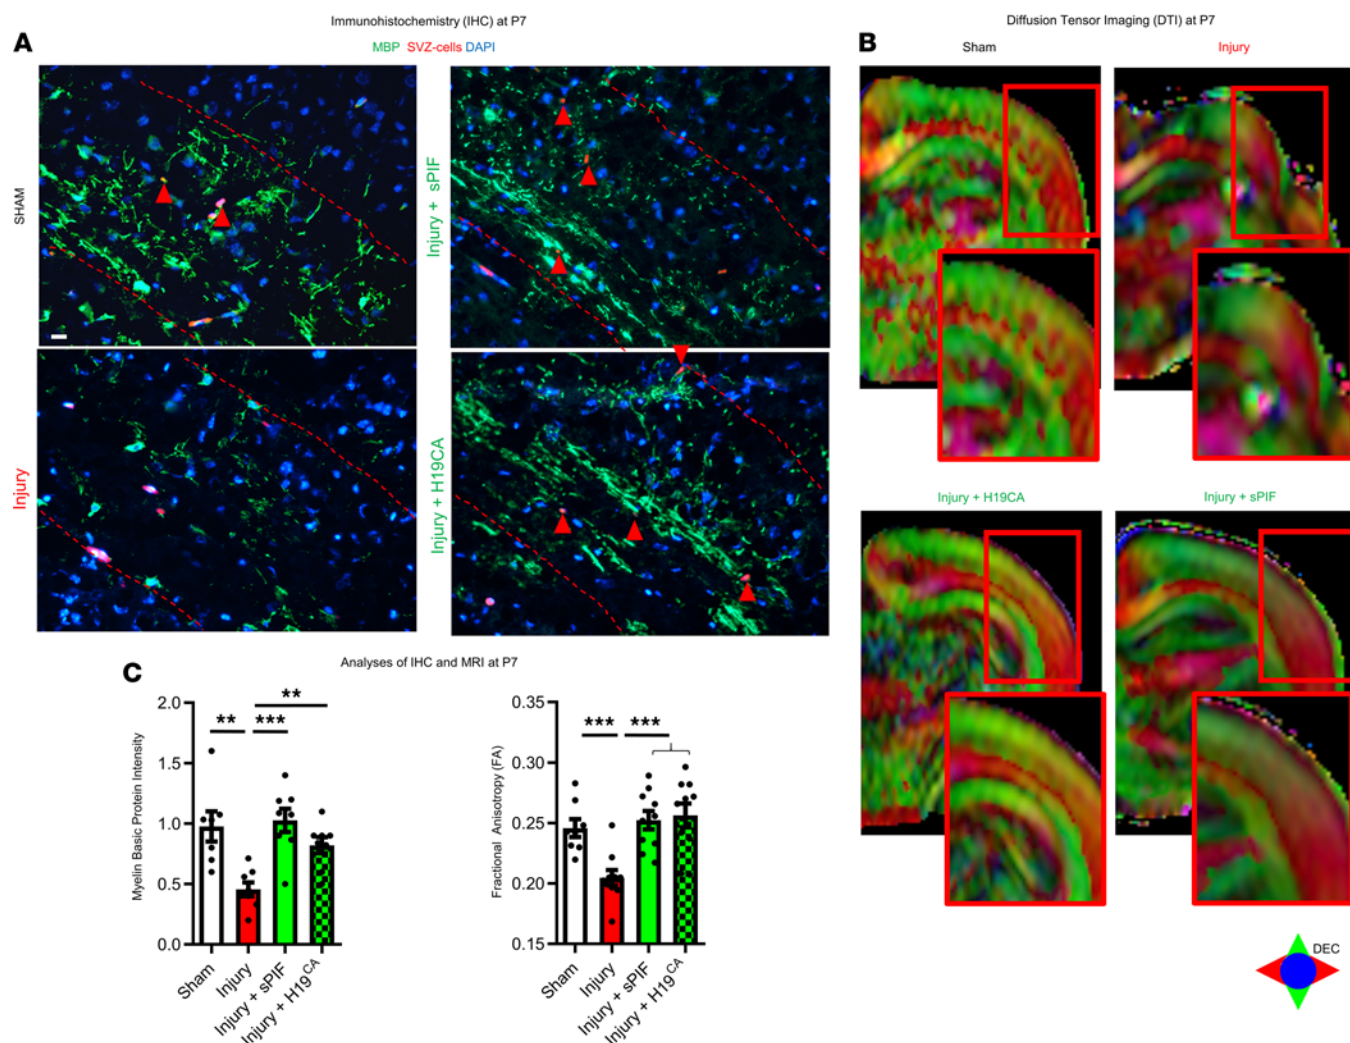 Immunohistochemistry (IHC) at P7
Diffusion Tensor Imaging (DTI) at P7
A
MBP SVZ-cells DAPI
B
Sham
Injury
SHAM
Injury + sPIF
Injury
Injury + H19CA
Injury + H19CA
Injury + sPIF
Analyses of IHC and MRI at P7
C
Myelin Basic Protein Intensity
2.0
1.5
1.0
0.5
0.0
**
***
**
Sham
Injury
Injury + sPIF
Injury + H19CA
Fractional Anisotropy (FA)
0.35
0.30
0.25
0.20
0.15
***
***
Sham
Injury
Injury + sPIF
Injury + H19CA
DEC